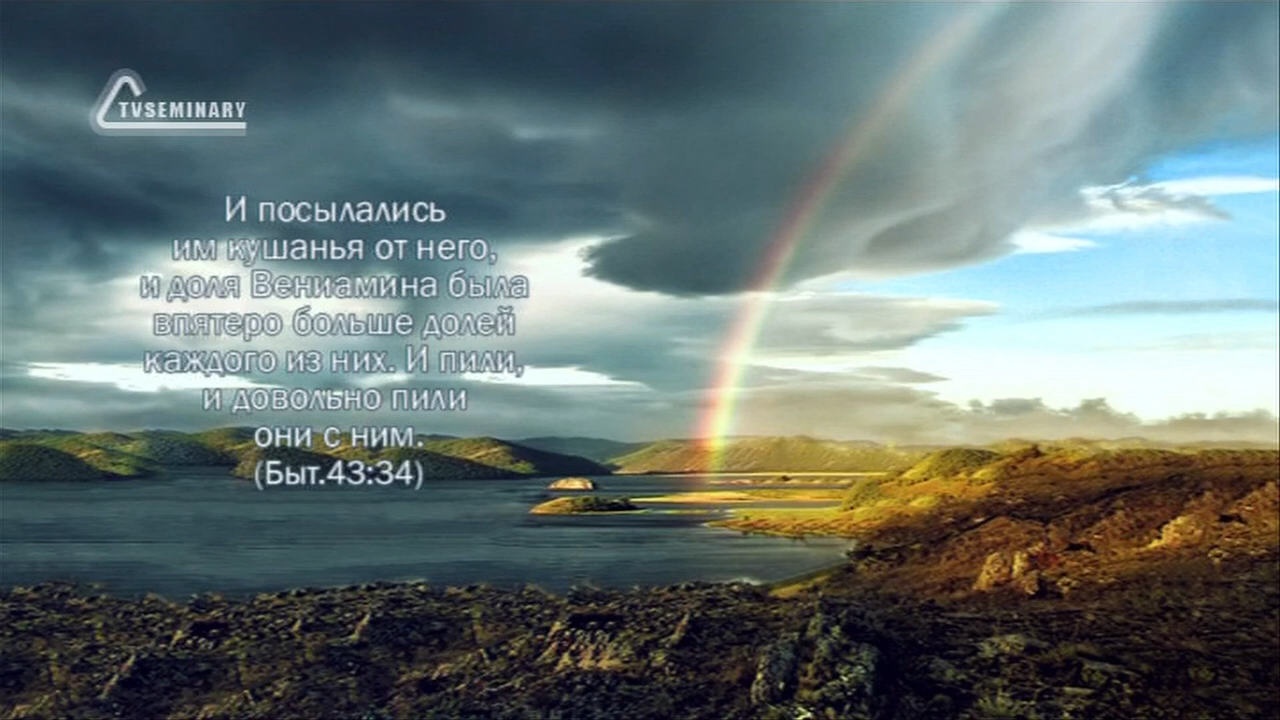 TVSEMINARY
И посылались
им кушанья от него,
и доля Вениамина была
впятеро больше долей
каждого из них. И пили,
и довольно пили
они с ним.
(Быт.43:34)